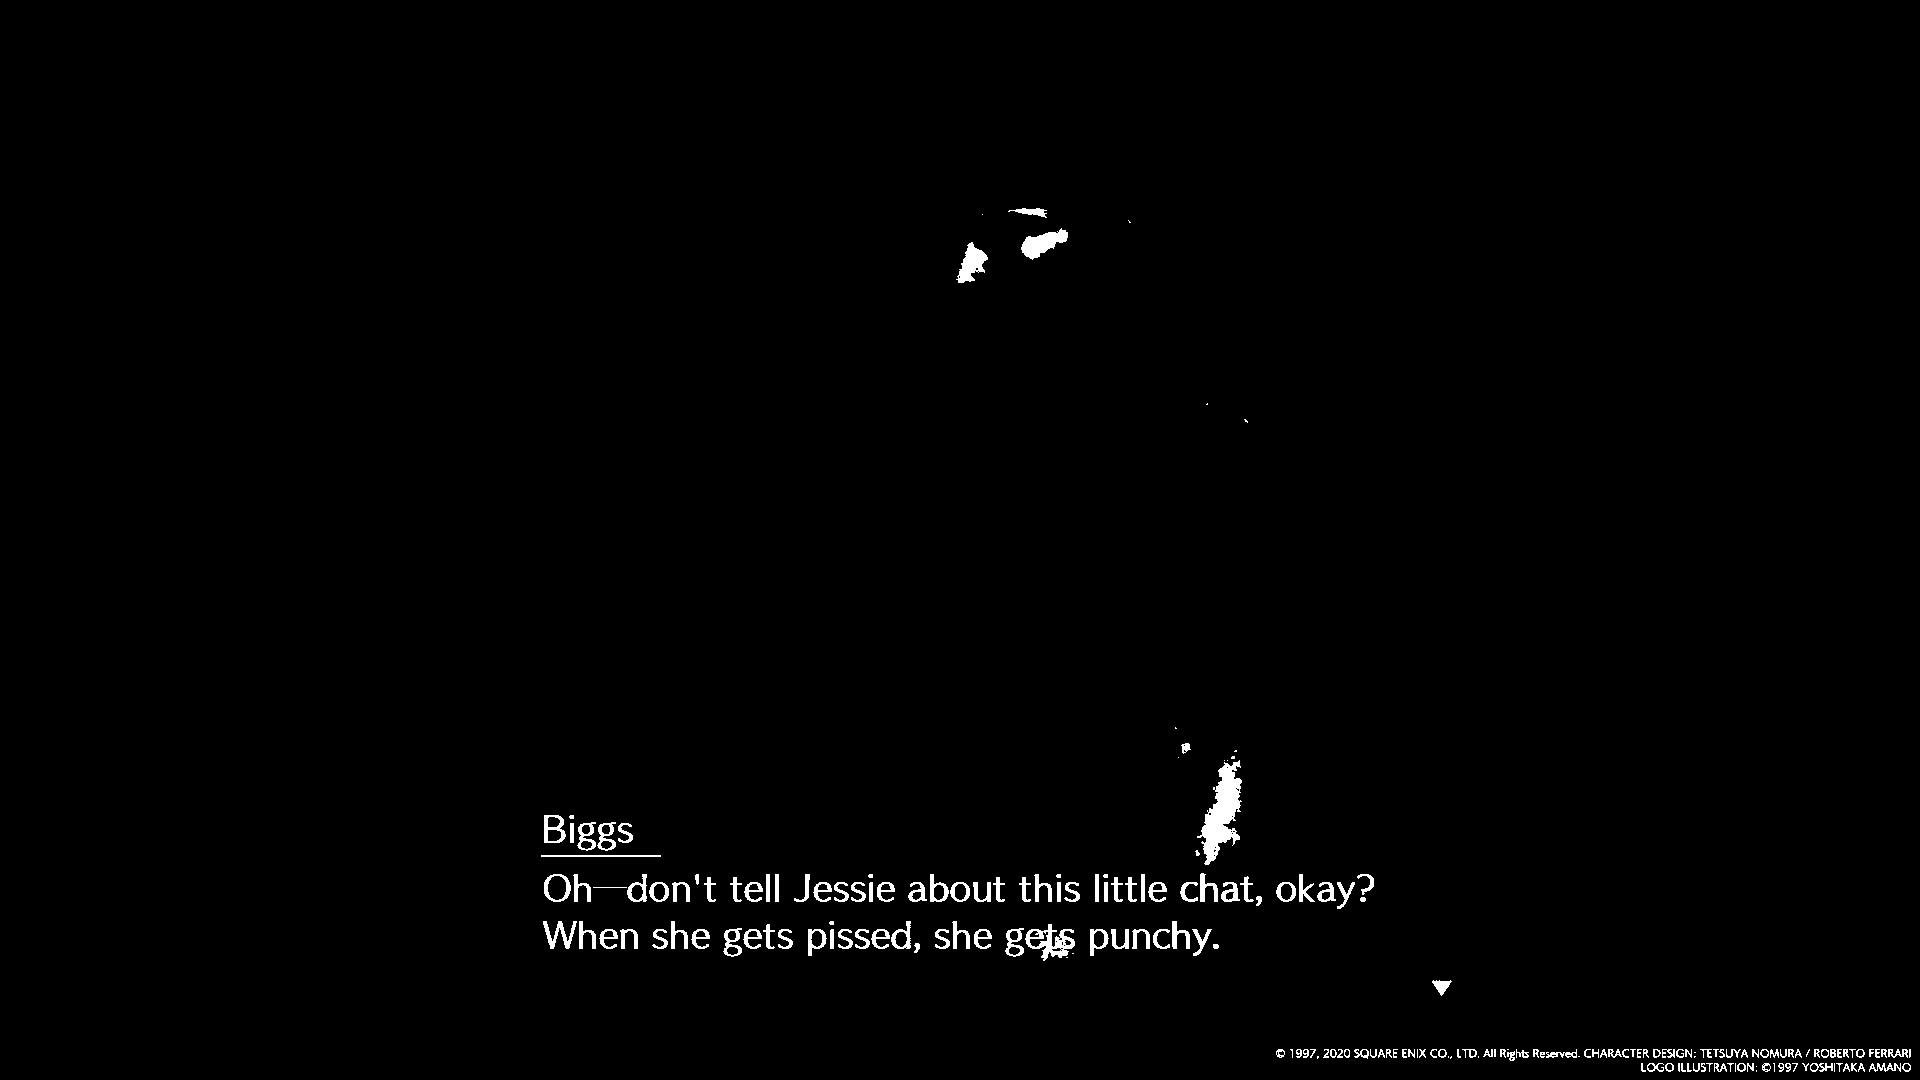 Biggs
Oh—don't tell Jessie about this little chat, okay?
When she gets pissed, she gets punchy.
© 1997, 2020 SQUARE ENIX CO., LTD. All Rights Reserved. CHARACTER DESIGN: TETSUYA NOMURA / ROBERTO FERRARI
LOGO ILLUSTRATION: ©1997 YOSHITAKA AMANO